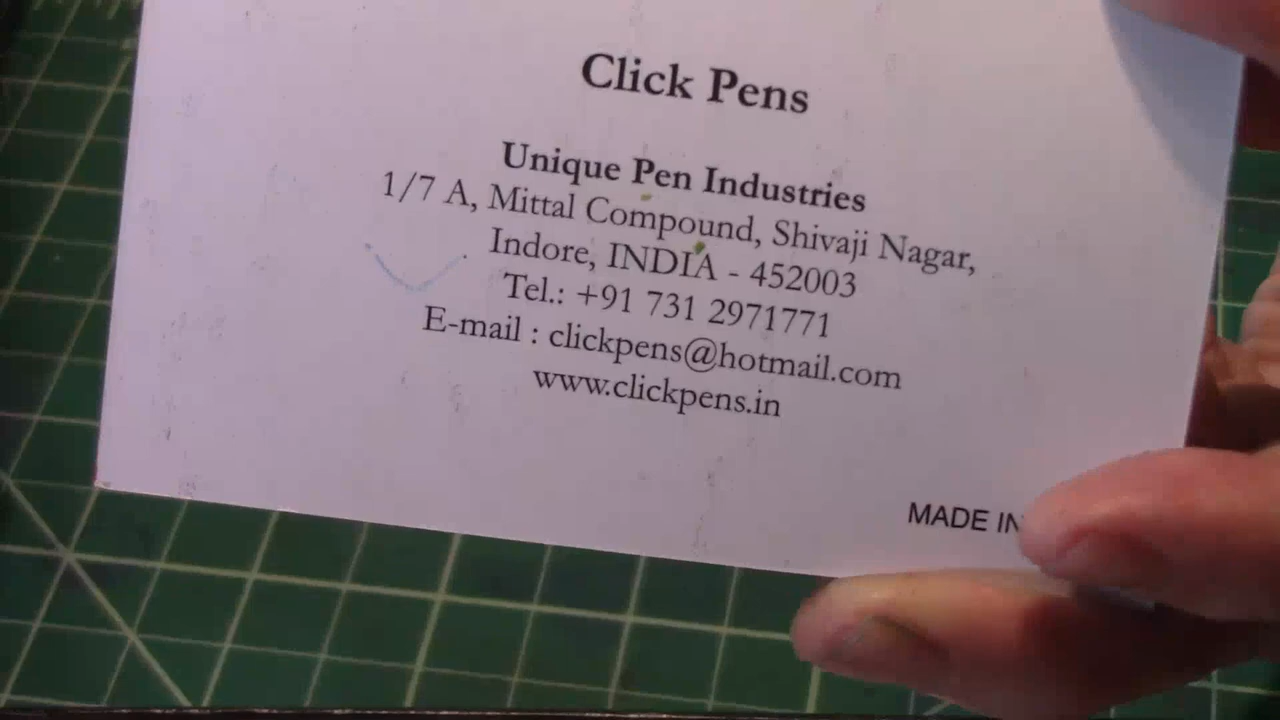 Click Pens
Unique Pen Industries
1/7 A, Mittal Compound, Shivaji Nagar,
Indore, INDIA - 452003
Tel.: +91 731 2971771
E-mail : clickpens@hotmail.com
www.clickpens.in
MADE IN